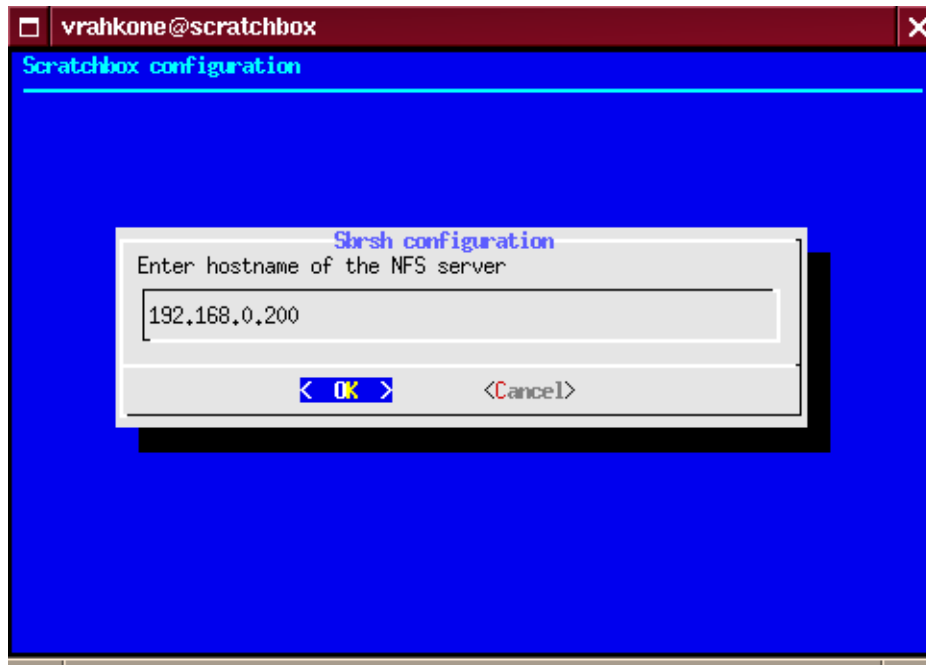 vrahkone@scratchbox
Scratchbox configuration
Sbrsh configuration
Enter hostname of the NFS server
192.168.0.200
< OK > <Cancel>